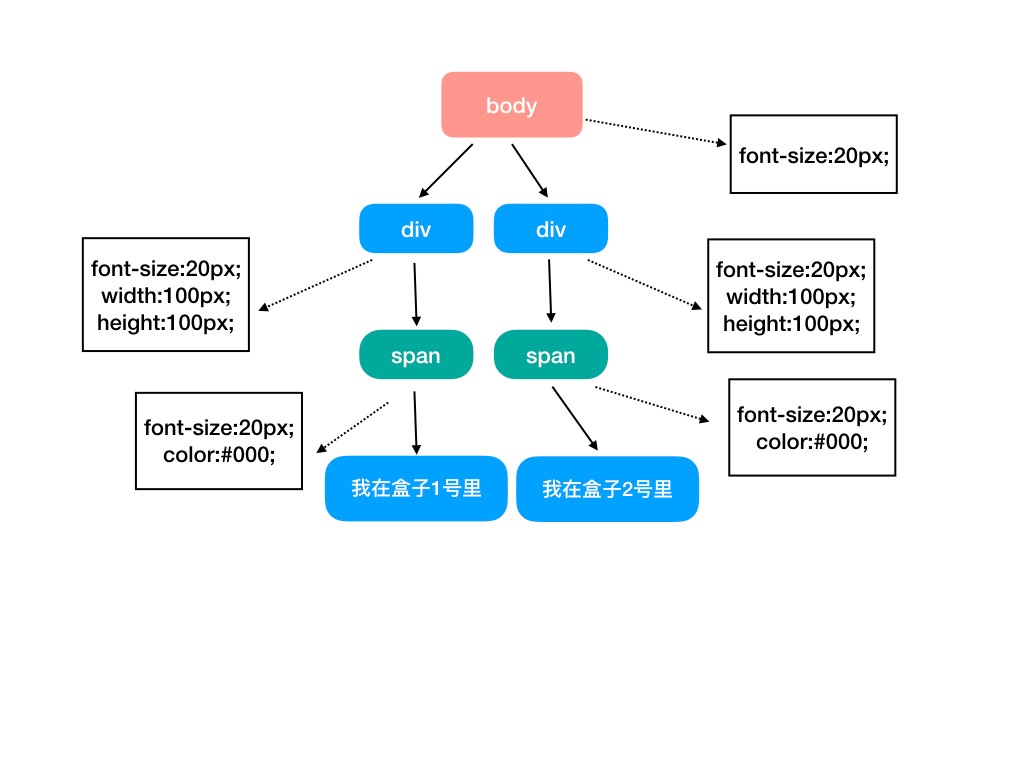 body
font-size:20px;
div
div
font-size:20px;
width:100px;
height:100px;
font-size:20px;
width:100px;
height:100px;
span
span
font-size:20px;
color:#000;
font-size:20px;
color:#000;
我在盒子1号里
我在盒子2号里